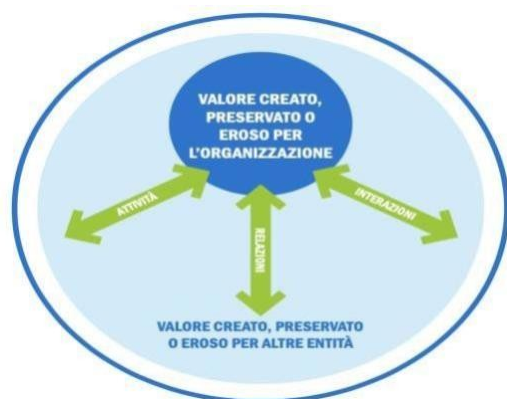 VALORE CREATO,
PRESERVATO O
EROSO PER
L'ORGANIZZAZIONE
ATTIVITÀ
RELAZIONI
INTERAZIONI
VALORE CREATO, PRESERVATO
O EROSO PER ALTRE ENTITÀ